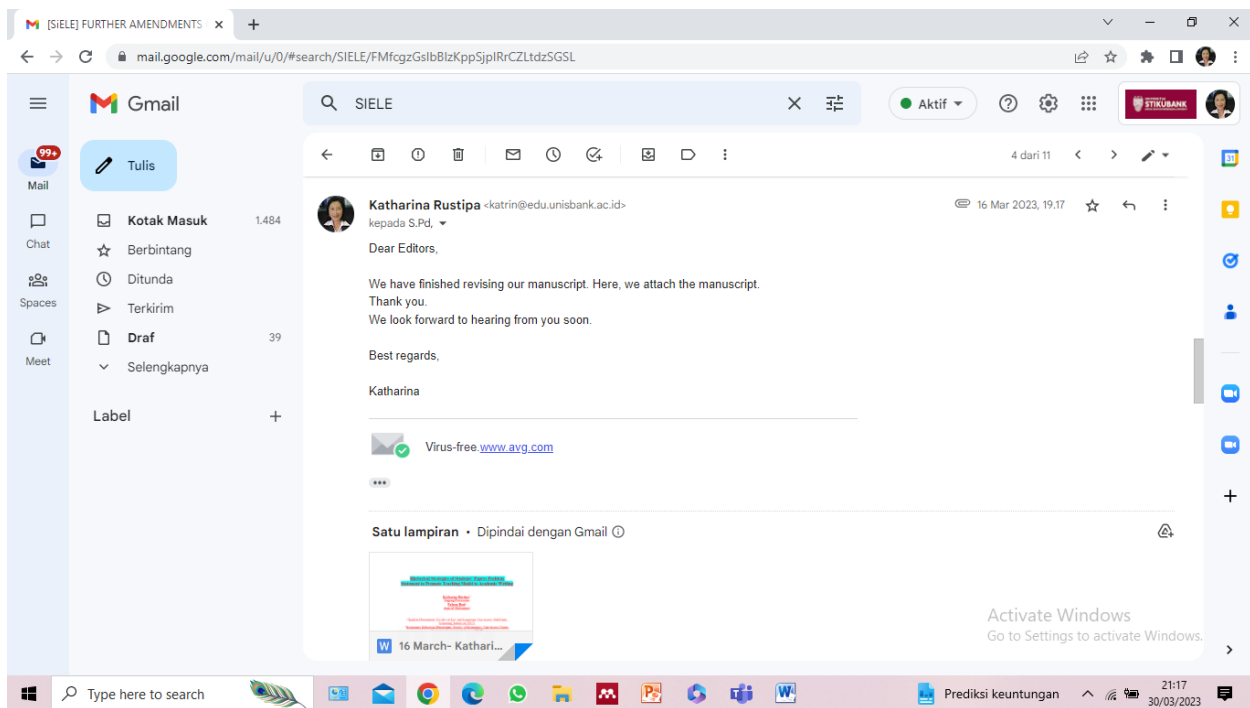 [SiELE] FURTHER AMENDMENTS
mail.google.com/mail/u/0/#search/SIELE/FMfcgzGslbBlzKppSjpIRrCZLtdzSGSL
Gmail
SIELE
Aktif
STIKUBANK
99+
Mail
Tulis
4 dari 11
31
Chat
Spaces
Meet
Kotak Masuk 1.484
Berbintang
Ditunda
Terkirim
Draf 39
Selengkapnya
Label
Katharina Rustipa <katrin@edu.unisbank.ac.id>
16 Mar 2023, 19.17
kepada S.Pd,
Dear Editors,
We have finished revising our manuscript. Here, we attach the manuscript.
Thank you.
We look forward to hearing from you soon.
Best regards,
Katharina
Virus-free.www.avg.com
Satu lampiran • Dipindai dengan Gmail
W 16 March- Kathari...
Activate Windows
Go to Settings to activate Windows.
Type here to search
Prediksi keuntungan
21:17
30/03/2023